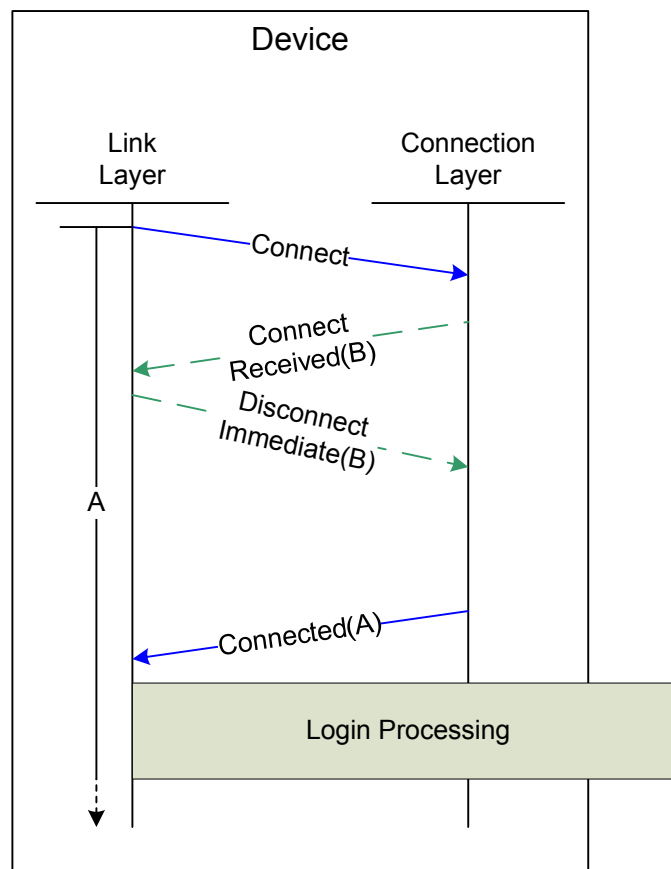 Device
Link
Layer
Connection
Layer
Connect
Connect
Received(B)
Disconnect
Immediate(B)
A
Connected(A)
Login Processing